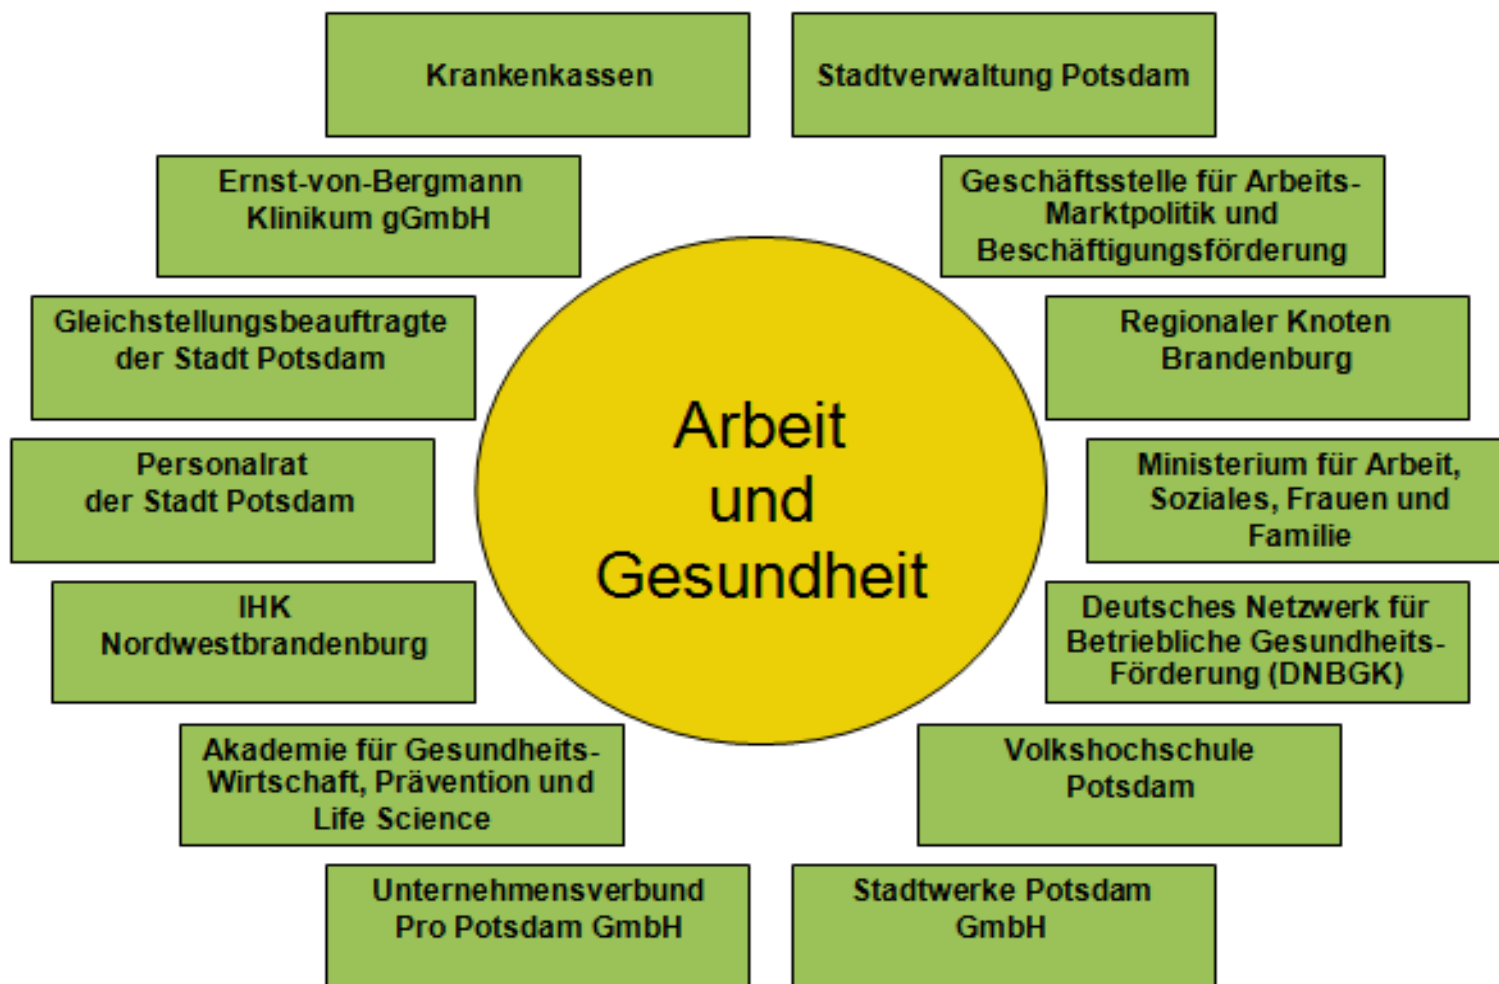 Krankenkassen
Stadtverwaltung Potsdam
Ernst-von-Bergmann
Klinikum gGmbH
Geschäftsstelle für Arbeits-
Marktpolitik und
Beschäftigungsförderung
Gleichstellungsbeauftragte
der Stadt Potsdam
Regionaler Knoten
Brandenburg
Arbeit
und
Gesundheit
Personalrat
der Stadt Potsdam
Ministerium für Arbeit,
Soziales, Frauen und
Familie
IHK
Nordwestbrandenburg
Deutsches Netzwerk für
Betriebliche Gesundheits-
Förderung (DNBGK)
Akademie für Gesundheits-
Wirtschaft, Prävention und
Life Science
Volkshochschule
Potsdam
Unternehmensverbund
Pro Potsdam GmbH
Stadtwerke Potsdam
GmbH